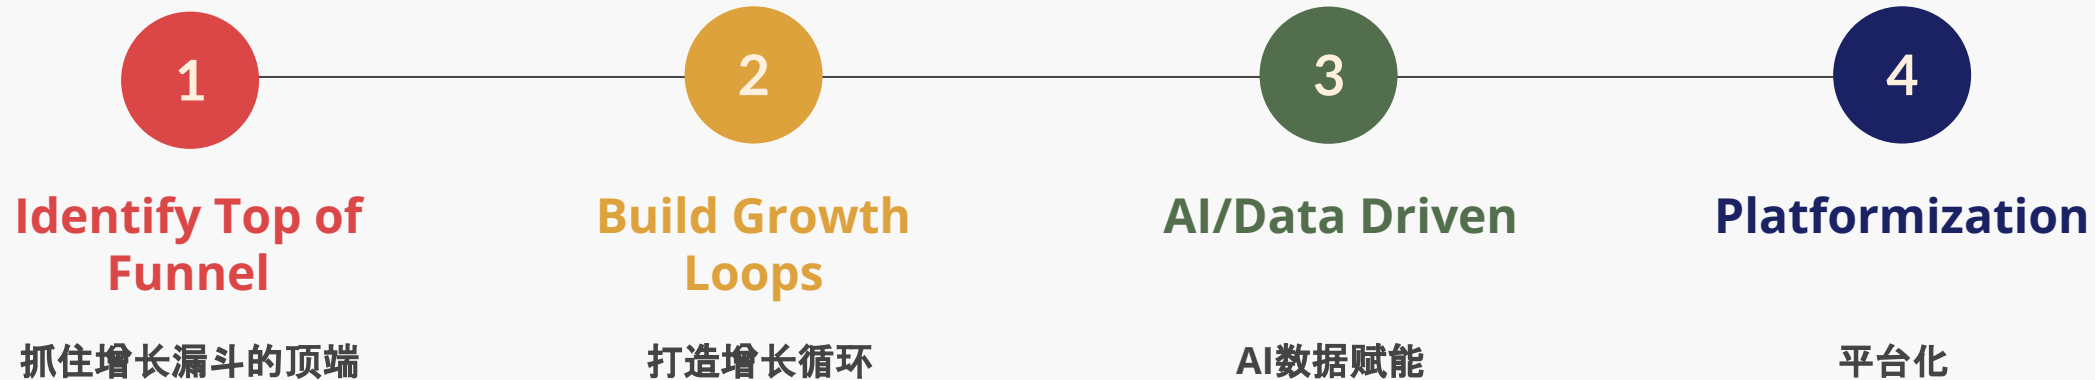 1
2
3
4
Identify Top of
Funnel
Build Growth
Loops
AI/Data Driven
Platformization
抓住增长漏斗的顶端
打造增长循环
AI数据赋能
平台化